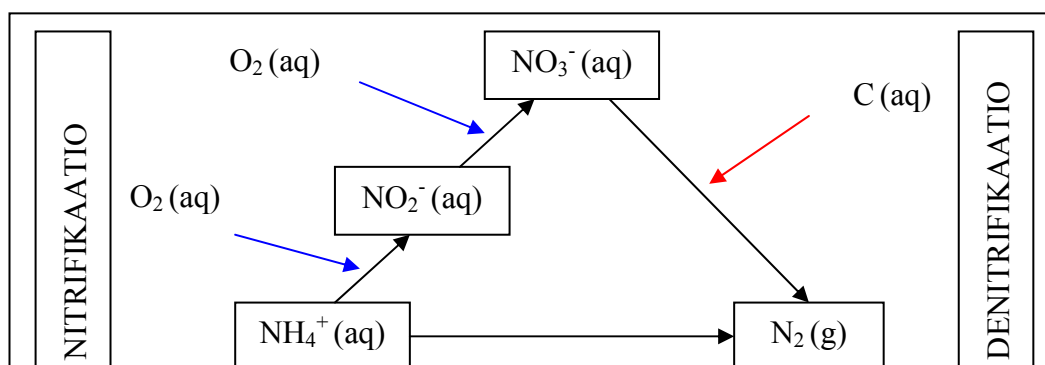 O₂ (aq)
NO₃⁻ (aq)
C (aq)
O₂ (aq)
NO₂⁻ (aq)
NH₄⁺ (aq)
N₂ (g)
NITRIFIKAATIO
DENITRIFIKAATIO